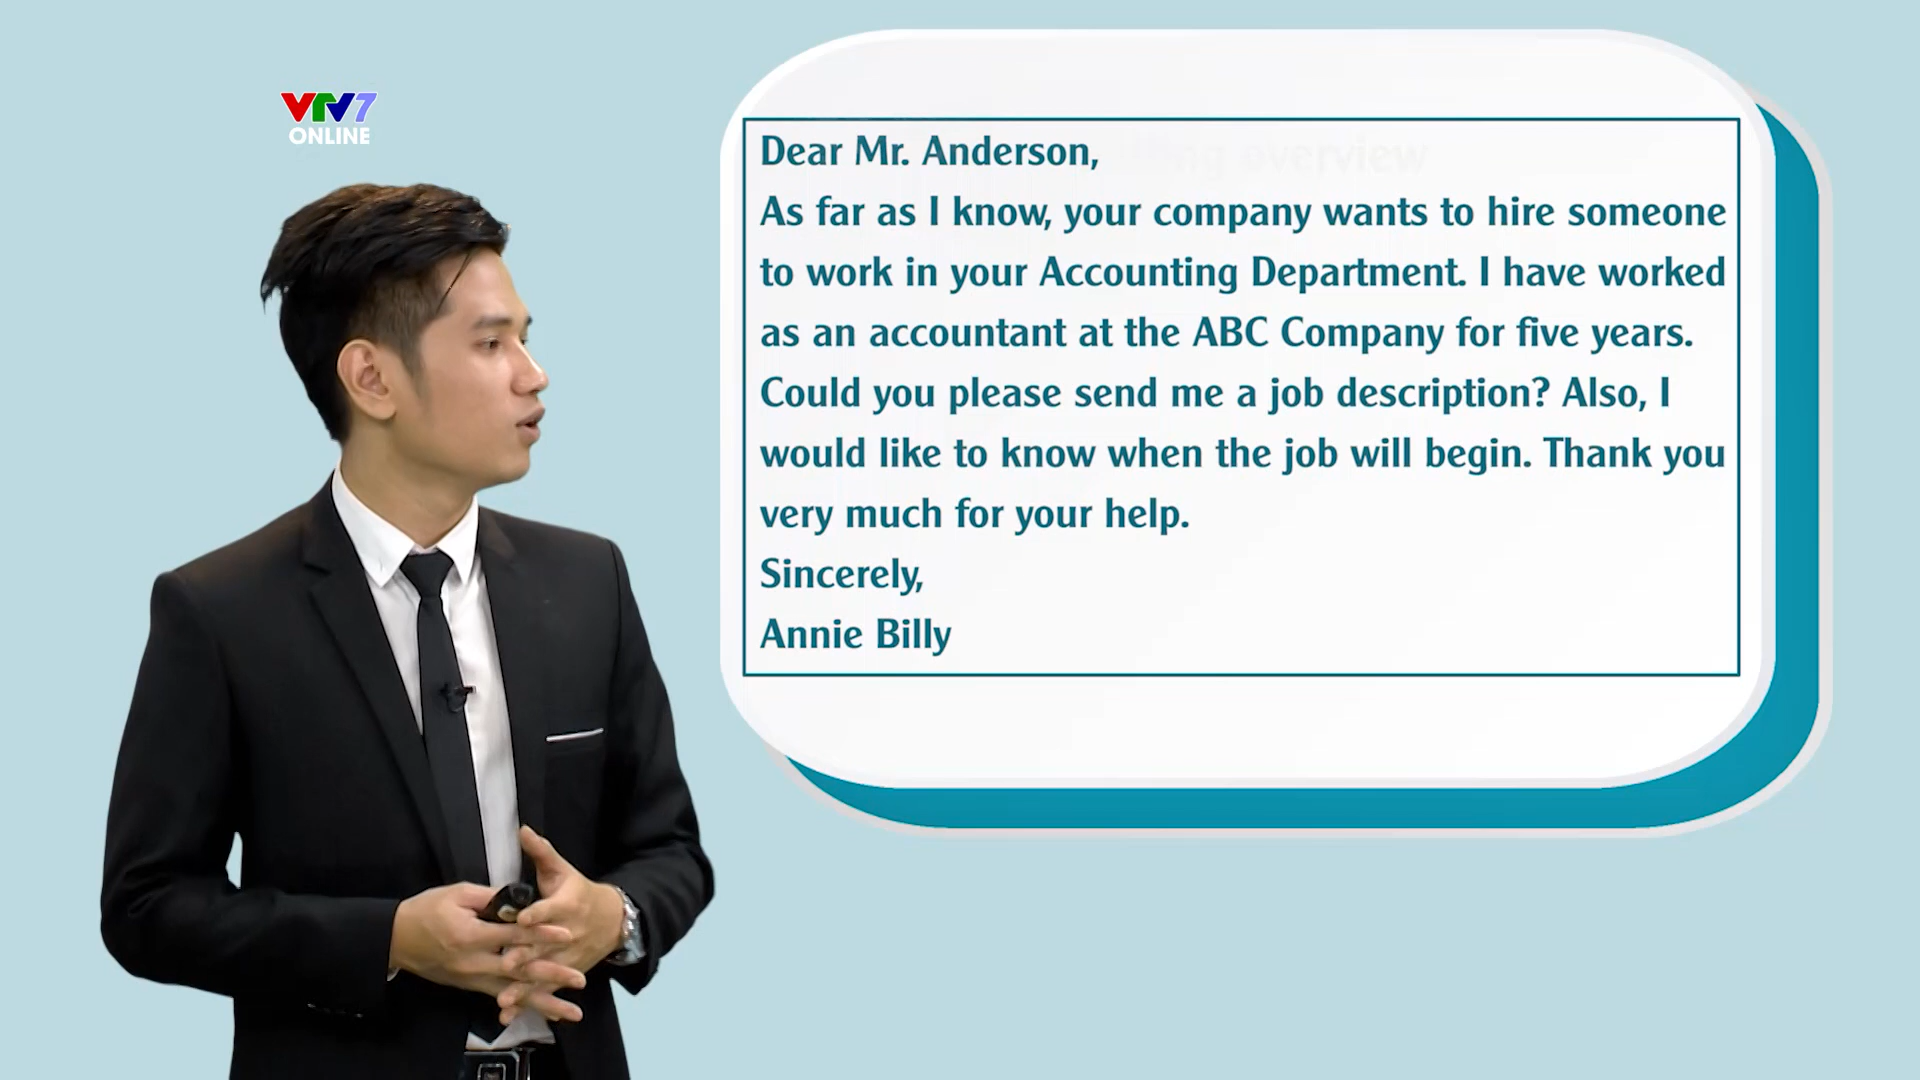 VTV7
ONLINE
Dear Mr. Anderson,
As far as I know, your company wants to hire someone
to work in your Accounting Department. I have worked
as an accountant at the ABC Company for five years.
Could you please send me a job description? Also, I
would like to know when the job will begin. Thank you
very much for your help.
Sincerely,
Annie Billy